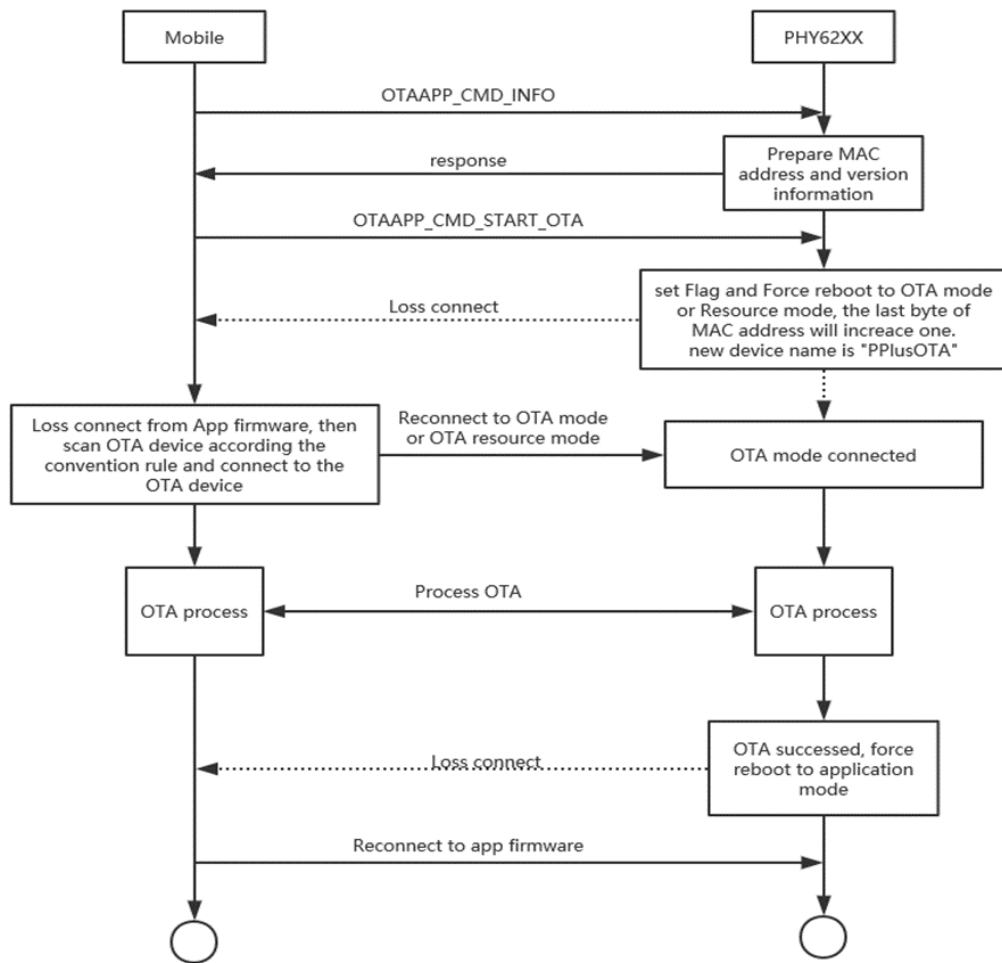 Mobile
PHY62XX
OTAAPP_CMD_INFO
response
Prepare MAC
address and version
information
OTAAPP_CMD_START_OTA
Loss connect
set Flag and Force reboot to OTA mode
or Resource mode, the last byte of
MAC address will increace one.
new device name is "PPlusOTA"
Loss connect from App firmware, then
scan OTA device according the
convention rule and connect to the
OTA device
Reconnect to OTA mode
or OTA resource mode
OTA mode connected
OTA process
Process OTA
OTA process
Loss connect
OTA successed, force
reboot to application
mode
Reconnect to app firmware